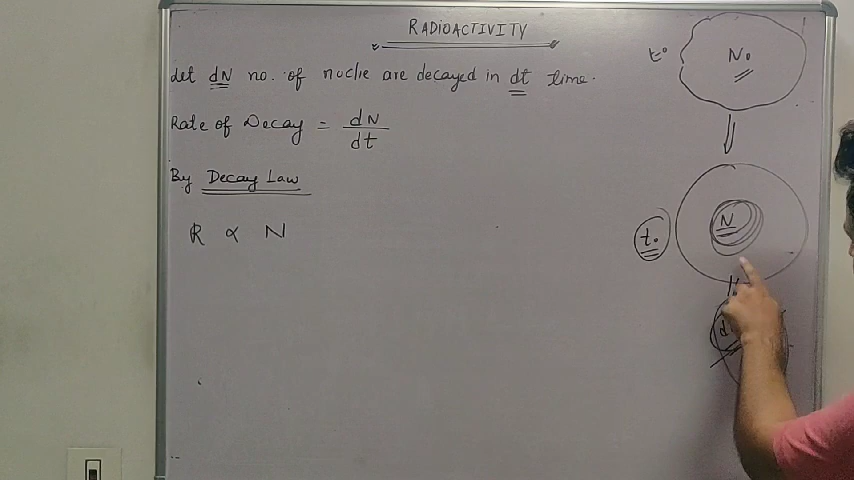 RADIOACTIVITY
Let dN no. of nuclie are decayed in dt time.
Rate of Decay = dN/dt
By Decay Law
R ∝ N
t°
N₀
N
t₀